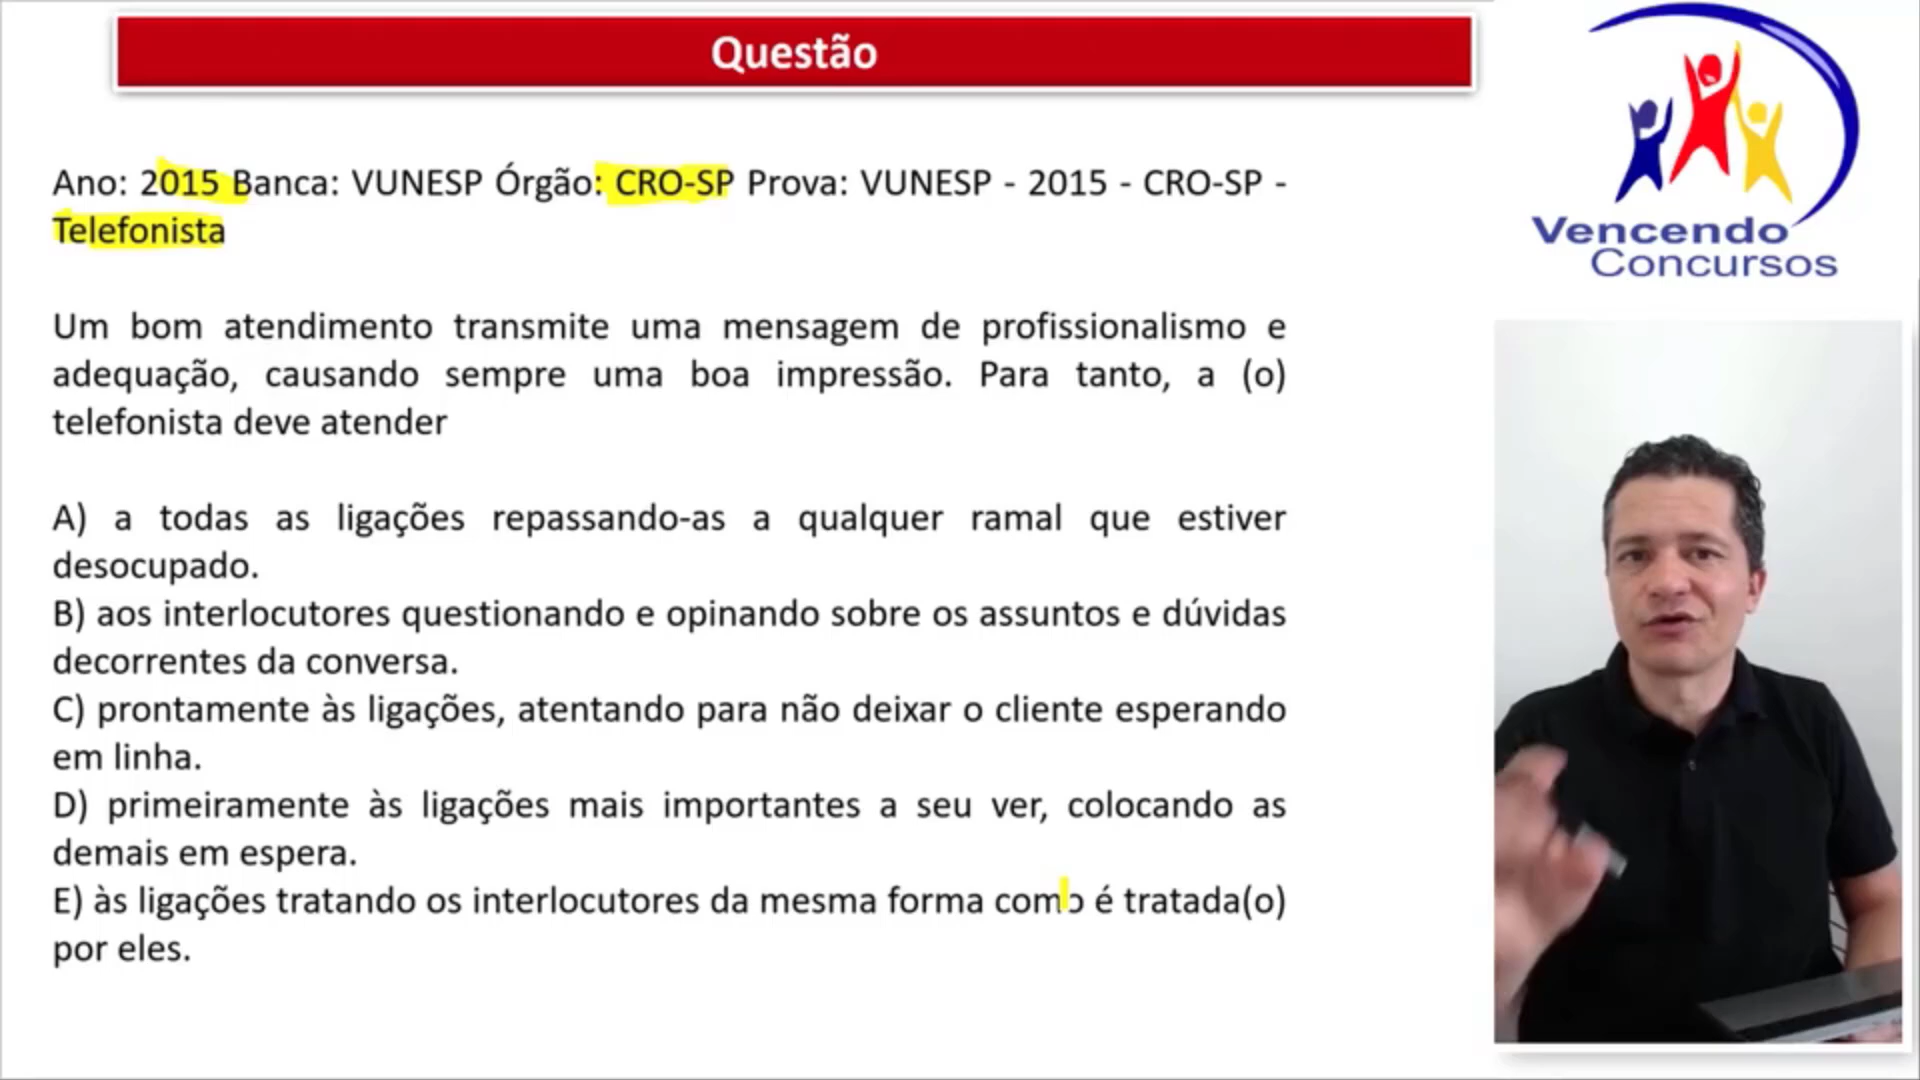 Questão
Ano: 2015 Banca: VUNESP Órgão: CRO-SP Prova: VUNESP - 2015 - CRO-SP -
Telefonista
Um bom atendimento transmite uma mensagem de profissionalismo e
adequação, causando sempre uma boa impressão. Para tanto, a (o)
telefonista deve atender
A) a todas as ligações repassando-as a qualquer ramal que estiver
desocupado.
B) aos interlocutores questionando e opinando sobre os assuntos e dúvidas
decorrentes da conversa.
C) prontamente às ligações, atentando para não deixar o cliente esperando
em linha.
D) primeiramente às ligações mais importantes a seu ver, colocando as
demais em espera.
E) às ligações tratando os interlocutores da mesma forma como é tratada(o)
por eles.
Vencendo
Concursos